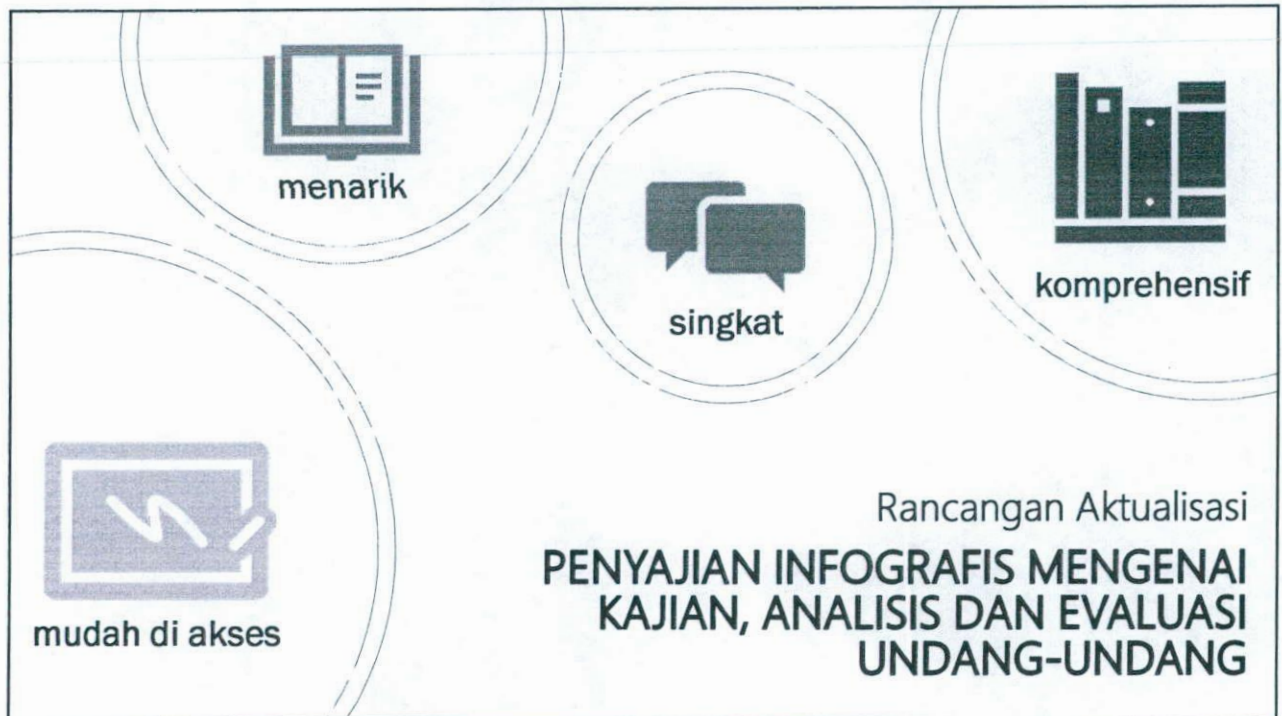 menarik
singkat
komprehensif
mudah di akses
Rancangan Aktualisasi
PENYAJIAN INFOGRAFIS MENGENAI
KAJIAN, ANALISIS DAN EVALUASI
UNDANG-UNDANG